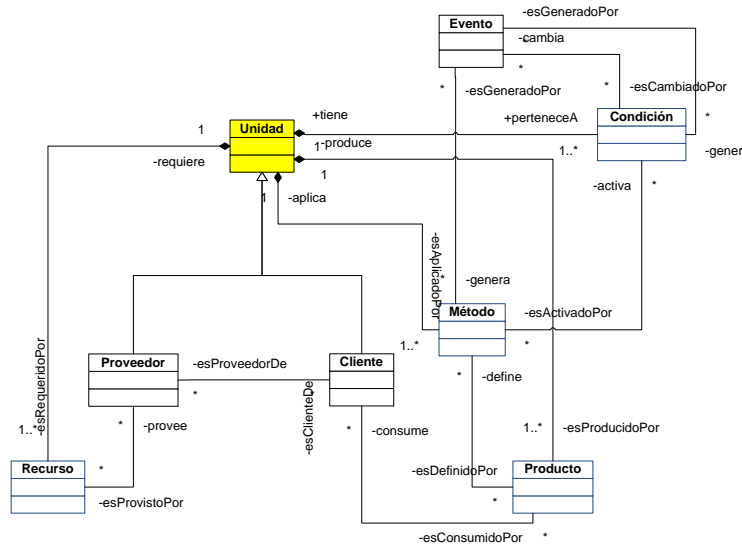 -esGeneradoPor
Evento
-cambia
*
*
*
-esGeneradoPor
*
-esCambiadoPor
Condición
*
+tiene
+perteneceA
1
Unidad
1
-produce
1..*
-gener
-requiere
1
1
-aplica
-activa
*
-esAplicadoPor
*
-genera
Método
-esActivadoPor
1..*
*
Proveedor
-esProveedorDe
Cliente
*
-define
*
*
-esClienteDe
-esRequeridoPor
*
-provee
*
-consume
1..*
1..*
-esProducidoPor
Recurso
*
-esDefinidoPor
Producto
-esProvistoPor
*
-esConsumidoPor
*